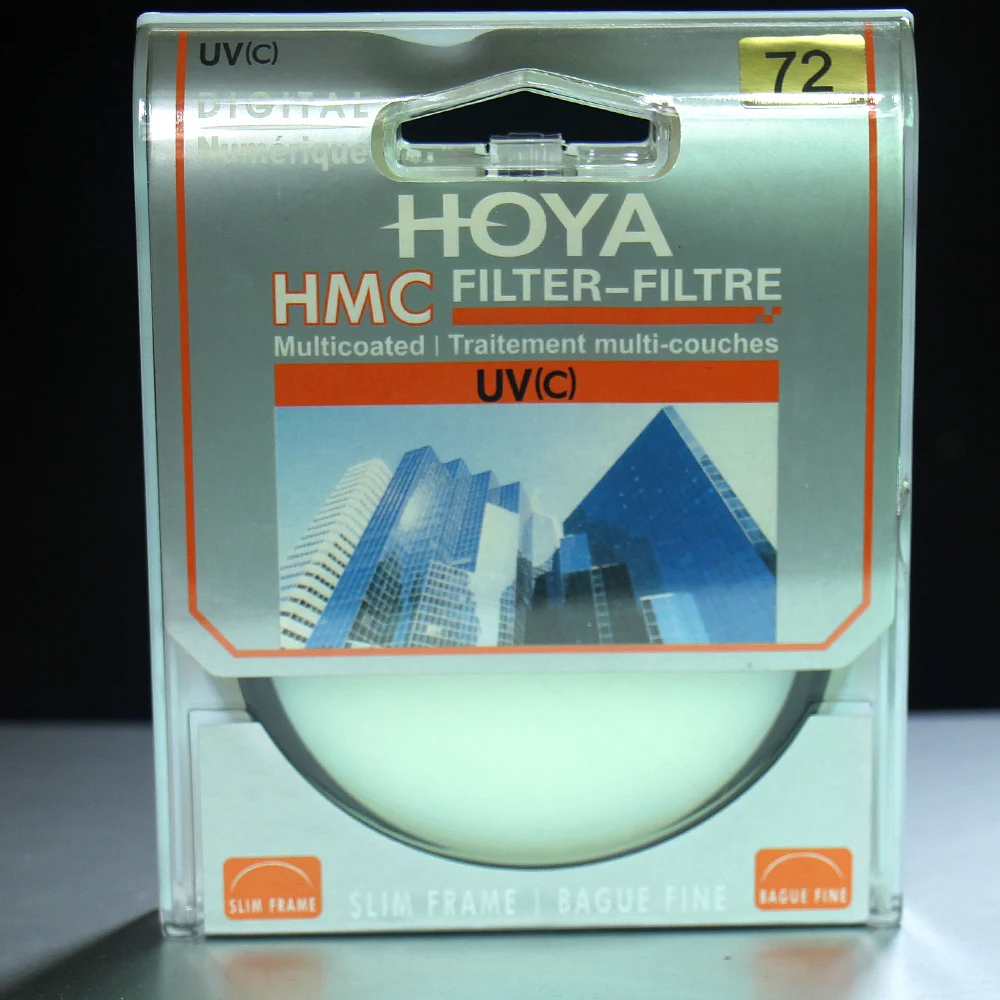 UV(C)
72
DIGITAL
Numérique
HOYA
HMC FILTER–FILTRE
Multicoated | Traitement multi-couches
UV(C)
SLIM FRAME
SLIM FRAME | BAGUE FINE
BAGUE FINE